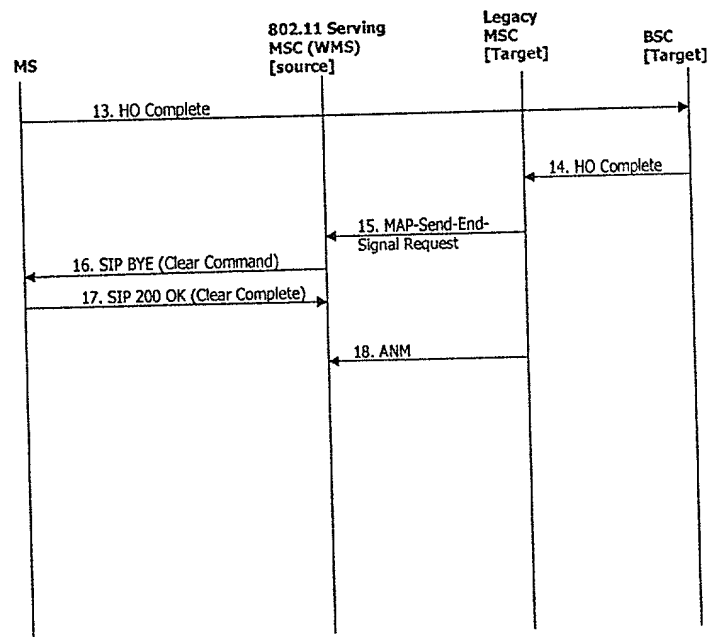 MS
802.11 Serving
MSC (WMS)
[source]
Legacy
MSC
[Target]
BSC
[Target]
13. HO Complete
14. HO Complete
15. MAP-Send-End-
Signal Request
16. SIP BYE (Clear Command)
17. SIP 200 OK (Clear Complete)
18. ANM